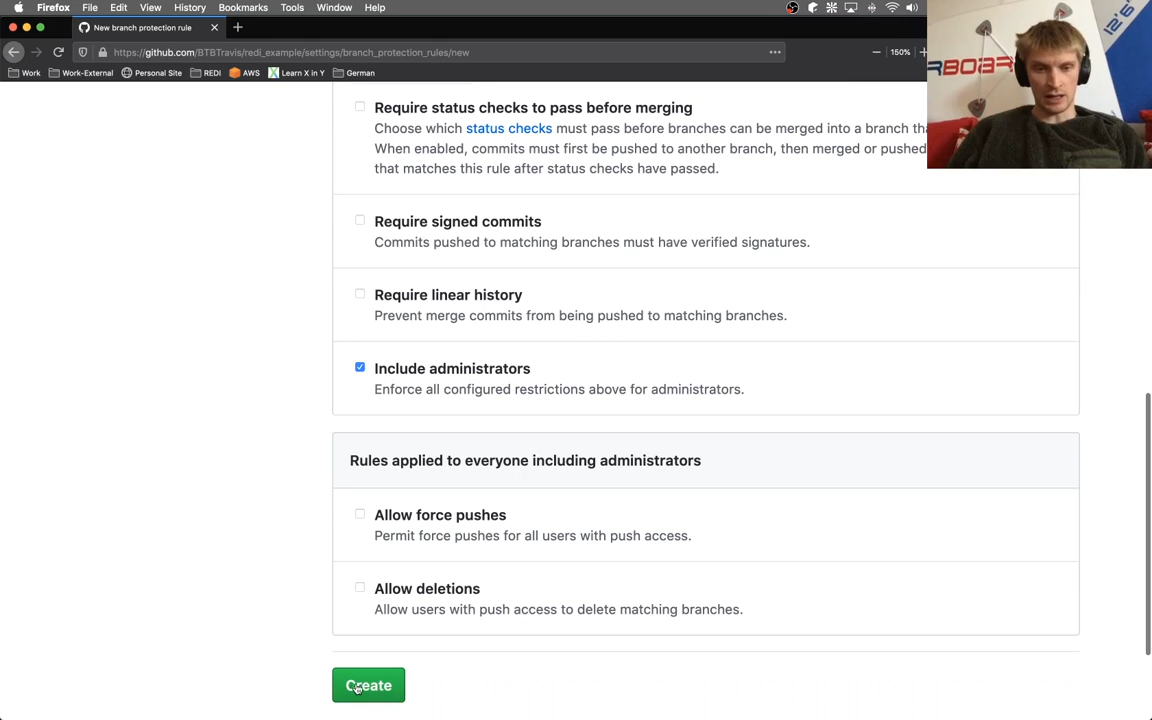 Firefox File Edit View History Bookmarks Tools Window Help
New branch protection rule
https://github.com/BTBTravis/redi_example/settings/branch_protection_rules/new
150%
Work Work-External Personal Site REDI AWS Learn X in Y German
12'6"
RBOAR
Require status checks to pass before merging
Choose which status checks must pass before branches can be merged into a branch
When enabled, commits must first be pushed to another branch, then merged or pushed
that matches this rule after status checks have passed.
Require signed commits
Commits pushed to matching branches must have verified signatures.
Require linear history
Prevent merge commits from being pushed to matching branches.
Include administrators
Enforce all configured restrictions above for administrators.
Rules applied to everyone including administrators
Allow force pushes
Permit force pushes for all users with push access.
Allow deletions
Allow users with push access to delete matching branches.
Create